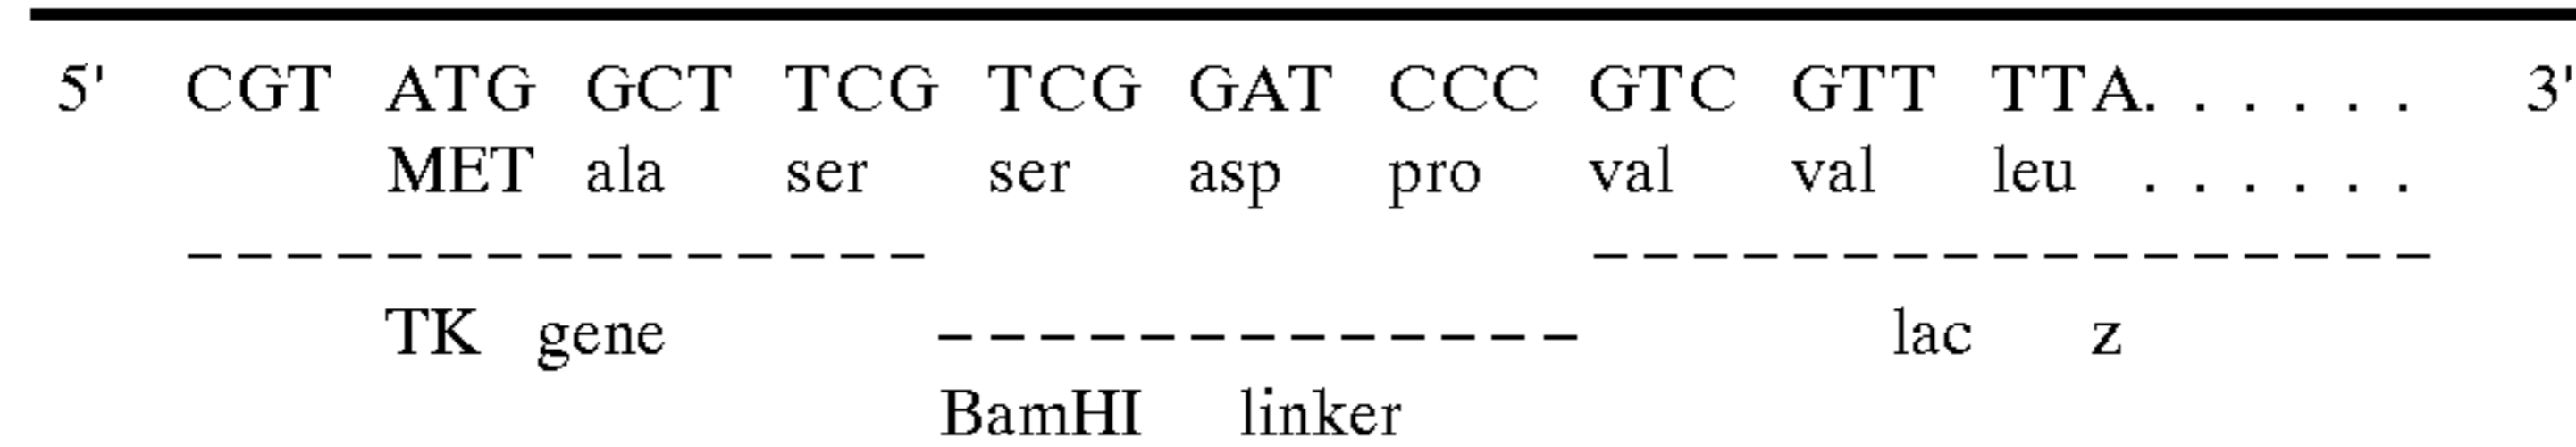 5' CGT ATG GCT TCG TCG GAT CCC GTC GTT TTA. . . . . . 3'
MET ala ser ser asp pro val val leu . . . . . .
TK gene lac z
BamHI linker